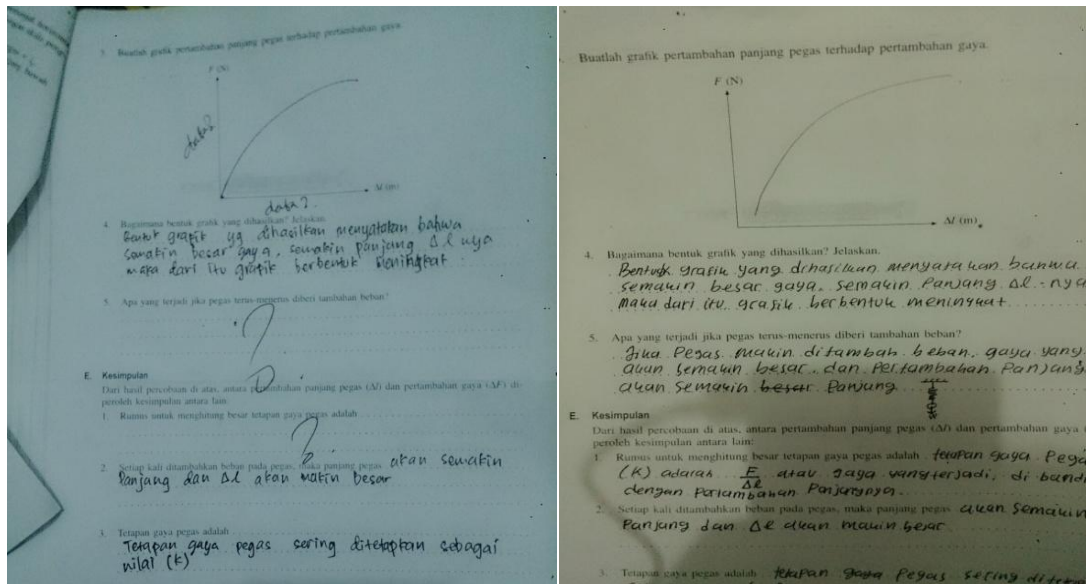 3. Buatlah grafik pertambahan panjang pegas terhadap pertambahan gaya.
F (N)
data?
data?
Δl (m)
4. Bagaimana bentuk grafik yang dihasilkan? Jelaskan.
Bentuk grafik yg dihasilkan menyatakan bahwa
semakin besar gaya, semakin panjang Δl nya
maka dari itu grafik berbentuk meningkat
5. Apa yang terjadi jika pegas terus-menerus diberi tambahan beban?
?
E. Kesimpulan
Dari hasil percobaan di atas, antara pertambahan panjang pegas (Δl) dan pertambahan gaya (ΔF) di-
peroleh kesimpulan antara lain:
1. Rumus untuk menghitung besar tetapan gaya pegas adalah
?
2. Setiap kali ditambahkan beban pada pegas, maka panjang pegas akan semakin
Panjang dan Δl akan makin besar
3. Tetapan gaya pegas adalah
Tetapan gaya pegas sering ditetapkan sebagai
nilai (K)
Buatlah grafik pertambahan panjang pegas terhadap pertambahan gaya.
F (N)
Δl (m)
4. Bagaimana bentuk grafik yang dihasilkan? Jelaskan.
Bentuk grafik yang dihasilkan menyatakan bahwa
semakin besar gaya, semakin Panjang Δl nya
maka dari itu grafik berbentuk meningkat
5. Apa yang terjadi jika pegas terus-menerus diberi tambahan beban?
Jika Pegas makin ditambah beban, gaya yang
akan semakin besar, dan Pertambahan Panjang
akan semakin besar Panjang
E. Kesimpulan
Dari hasil percobaan di atas, antara pertambahan panjang pegas (Δl) dan pertambahan gaya
peroleh kesimpulan antara lain:
1. Rumus untuk menghitung besar tetapan gaya pegas adalah tetapan gaya Pega
(K) adalah F/Δl atau gaya yang terjadi, di band
dengan Pertambahan Panjangnya.
2. Setiap kali ditambahkan beban pada pegas, maka panjang pegas akan semakin
Panjang dan Δl akan makin besar
3. Tetapan gaya pegas adalah tetapan gaya Pegas sering